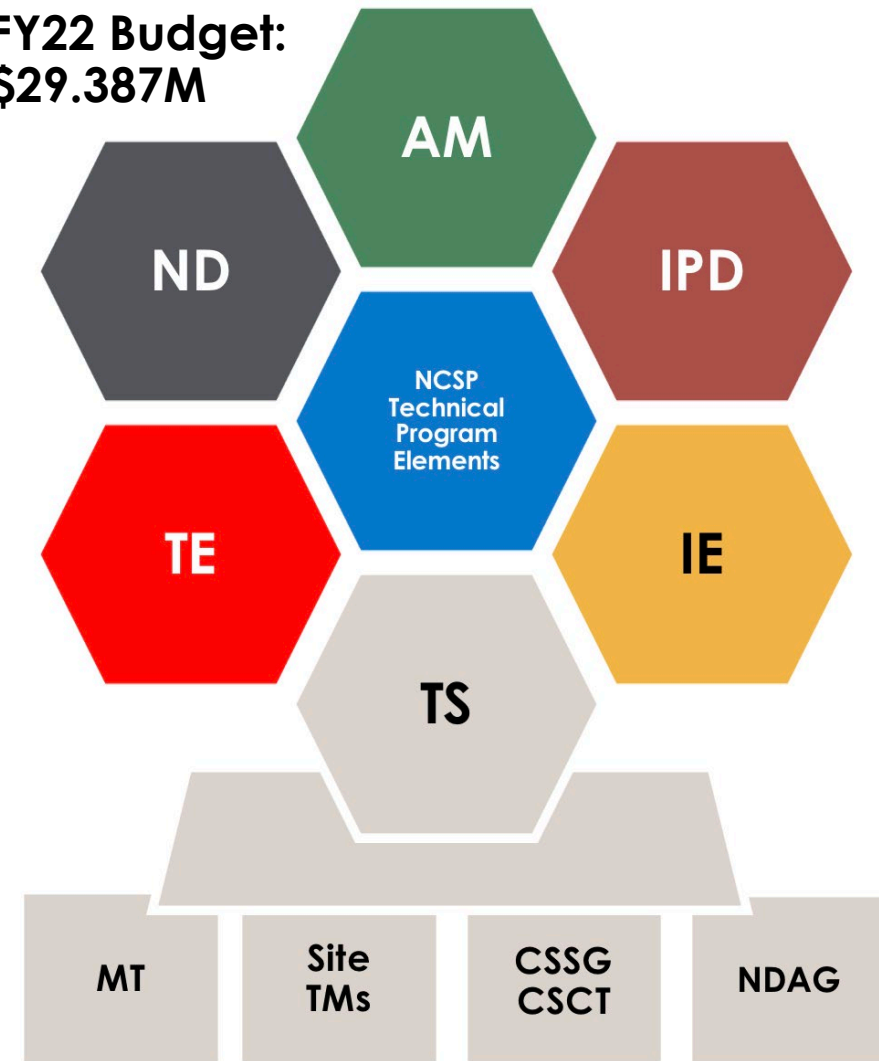 FY22 Budget:
$29.387M
AM
ND
IPD
NCSP
Technical
Program
Elements
TE
IE
TS
MT
Site
TMs
CSSG
CSCT
NDAG